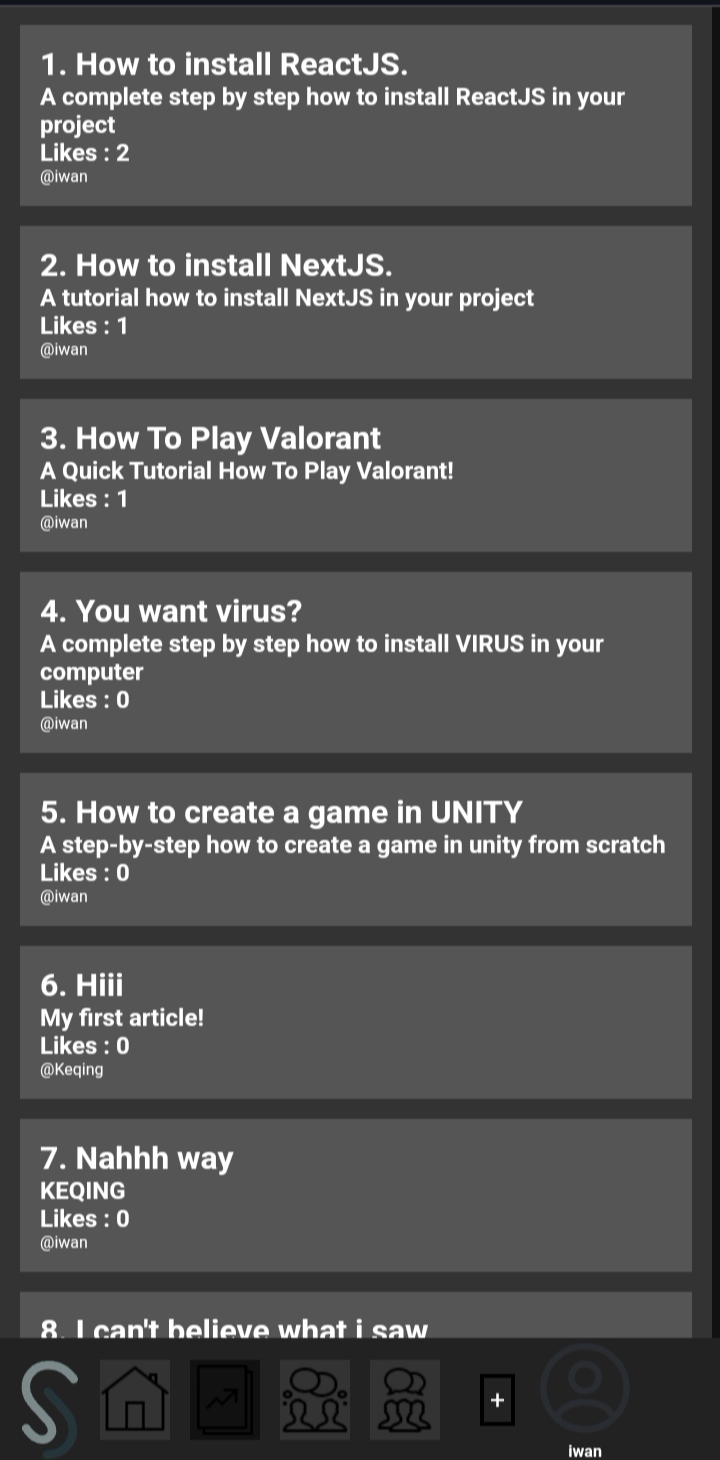 1. How to install ReactJS.
A complete step by step how to install ReactJS in your
project
Likes : 2
@iwan
2. How to install NextJS.
A tutorial how to install NextJS in your project
Likes : 1
@iwan
3. How To Play Valorant
A Quick Tutorial How To Play Valorant!
Likes : 1
@iwan
4. You want virus?
A complete step by step how to install VIRUS in your
computer
Likes : 0
@iwan
5. How to create a game in UNITY
A step-by-step how to create a game in unity from scratch
Likes : 0
@iwan
6. Hiii
My first article!
Likes : 0
@Keqing
7. Nahhh way
KEQING
Likes : 0
@iwan
8. I can't believe what i saw
+
iwan